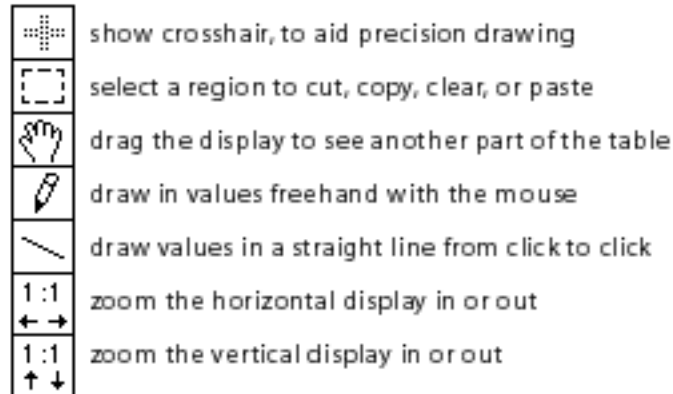 show crosshair, to aid precision drawing
select a region to cut, copy, clear, or paste
drag the display to see another part of the table
draw in values freehand with the mouse
draw values in a straight line from click to click
1:1 zoom the horizontal display in or out
1:1 zoom the vertical display in or out